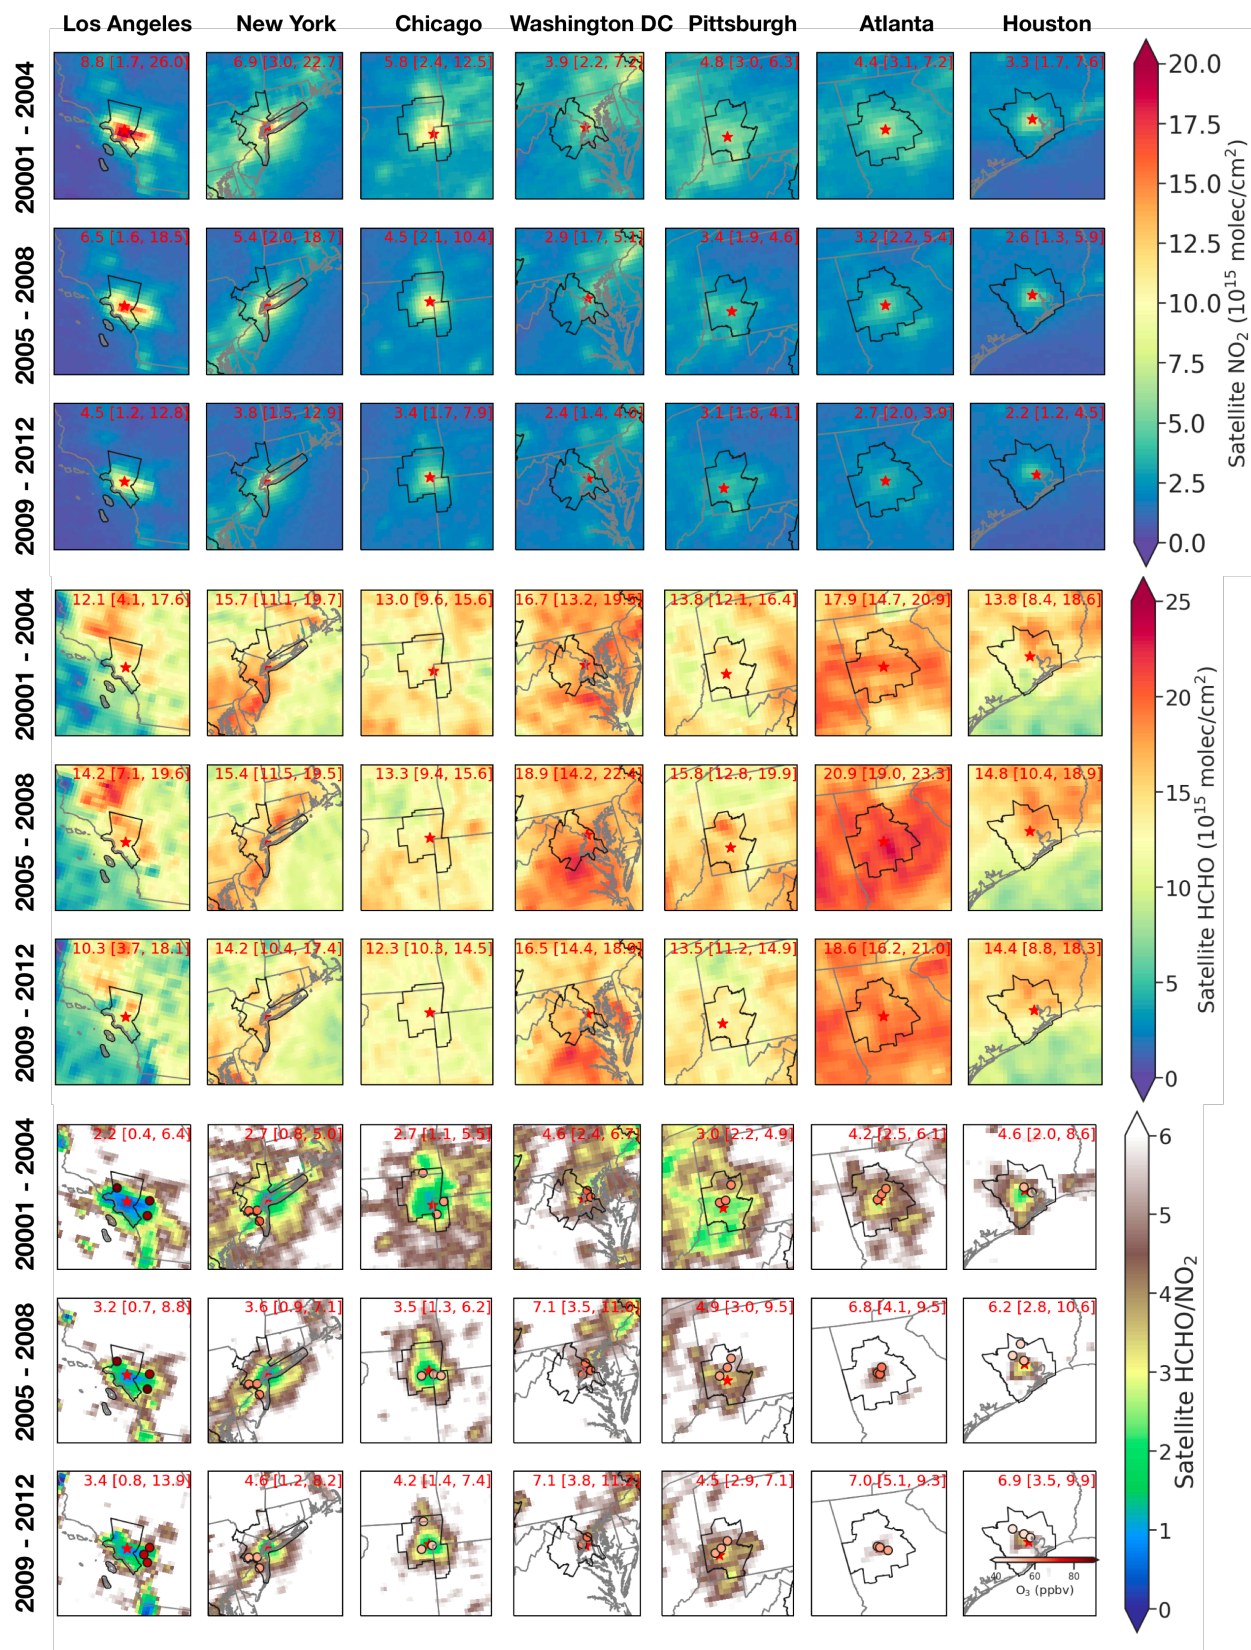 Los Angeles New York Chicago Washington DC Pittsburgh Atlanta Houston
20001 - 2004
8.8 [1.7, 26.0] 6.9 [3.0, 22.7] 5.8 [2.4, 12.5] 3.9 [2.2, 7.2] 4.8 [3.0, 6.3] 4.4 [3.1, 7.2] 3.3 [1.7, 7.6]
2005 - 2008
6.5 [1.6, 18.5] 5.4 [2.0, 18.7] 4.5 [2.1, 10.4] 2.9 [1.7, 5.1] 3.4 [1.9, 4.6] 3.2 [2.2, 5.4] 2.6 [1.3, 5.9]
2009 - 2012
4.5 [1.2, 12.8] 3.8 [1.5, 12.9] 3.4 [1.7, 7.9] 2.4 [1.4, 4.0] 3.1 [1.8, 4.1] 2.7 [2.0, 3.9] 2.2 [1.2, 4.5]
20.0
17.5
15.0
12.5
10.0
7.5
5.0
2.5
0.0
Satellite NO₂ (10¹⁵ molec/cm²)
20001 - 2004
12.1 [4.1, 17.6] 15.7 [11.1, 19.7] 13.0 [9.6, 15.6] 16.7 [13.2, 19.5] 13.8 [12.1, 16.4] 17.9 [14.7, 20.9] 13.8 [8.4, 18.6]
2005 - 2008
14.2 [7.1, 19.6] 15.4 [11.5, 19.5] 13.3 [9.4, 15.6] 18.9 [14.2, 22.4] 15.8 [12.8, 19.9] 20.9 [19.0, 23.3] 14.8 [10.4, 18.9]
2009 - 2012
10.3 [3.7, 18.1] 14.2 [10.4, 17.4] 12.3 [10.3, 14.5] 16.5 [14.4, 18.9] 13.5 [11.2, 14.9] 18.6 [16.2, 21.0] 14.4 [8.8, 18.3]
25
20
15
10
5
0
Satellite HCHO (10¹⁵ molec/cm²)
20001 - 2004
2.2 [0.4, 6.4] 2.7 [0.8, 5.0] 2.7 [1.1, 5.5] 4.6 [2.4, 6.7] 3.0 [2.2, 4.9] 4.2 [2.5, 6.1] 4.6 [2.0, 8.6]
2005 - 2008
3.2 [0.7, 8.8] 3.6 [0.9, 7.1] 3.5 [1.3, 6.2] 7.1 [3.5, 11.0] 4.9 [3.0, 9.5] 6.8 [4.1, 9.5] 6.2 [2.8, 10.6]
2009 - 2012
3.4 [0.8, 13.9] 4.6 [1.2, 8.2] 4.2 [1.4, 7.4] 7.1 [3.8, 11.2] 4.5 [2.9, 7.1] 7.0 [5.1, 9.3] 6.9 [3.5, 9.9]
40 60 80
O₃ (ppbv)
6
5
4
3
2
1
0
Satellite HCHO/NO₂